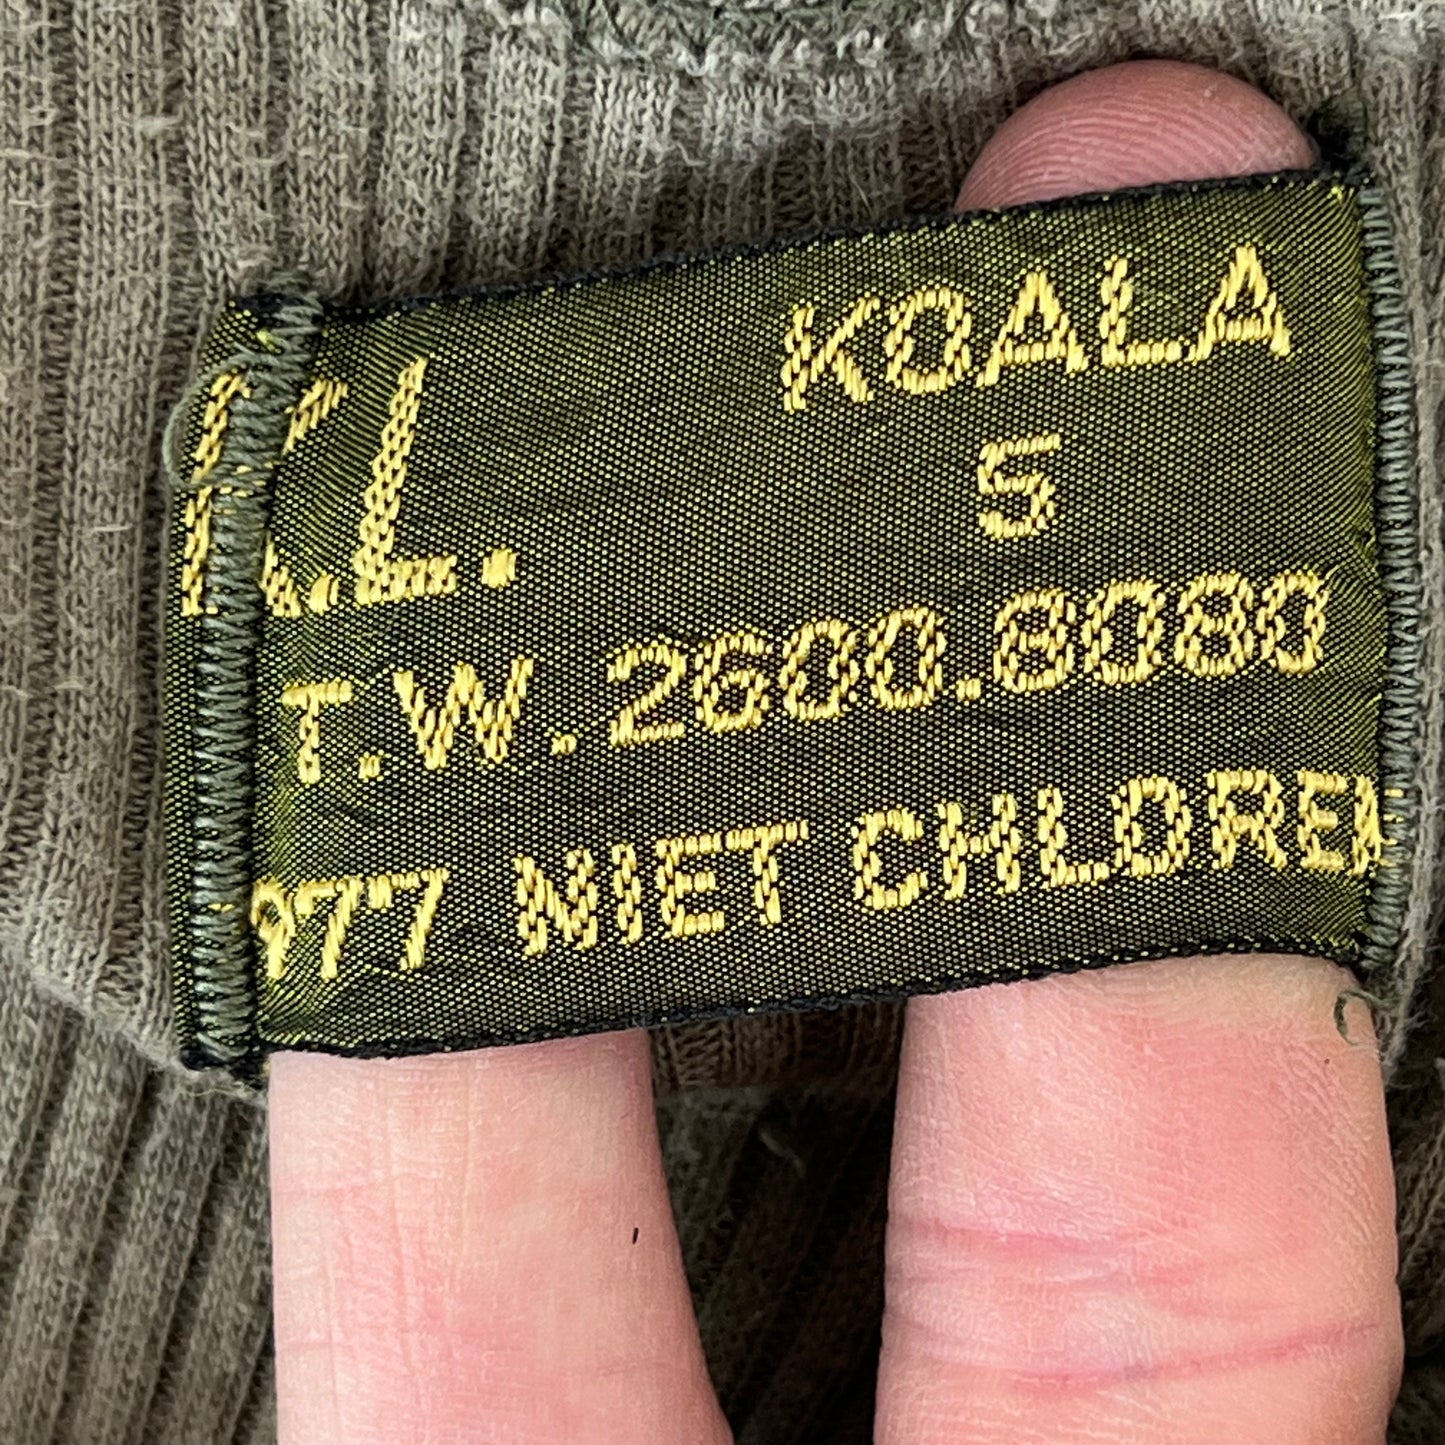 K.L.
KOALA
5
T.W.2600.8080
977 NIET CHLOREN